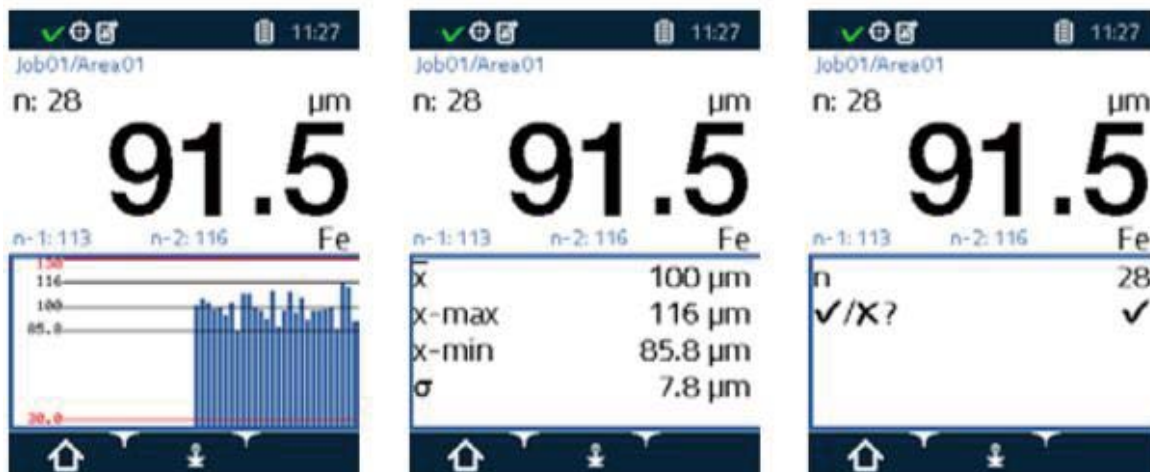 11:27
Job01/Area01
n: 28 µm
91.5
n-1: 113 n-2: 116 Fe
130
116
100
85.8
30.0
11:27
Job01/Area01
n: 28 µm
91.5
n-1: 113 n-2: 116 Fe
x̅ 100 µm
x-max 116 µm
x-min 85.8 µm
σ 7.8 µm
11:27
Job01/Area01
n: 28 µm
91.5
n-1: 113 n-2: 116 Fe
n 28
✓/X? ✓